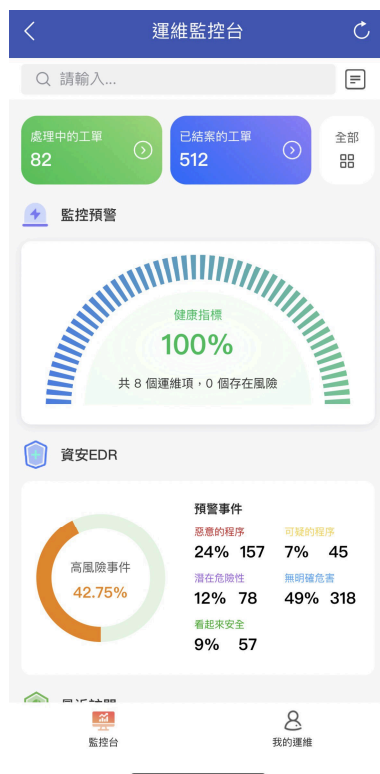 運維監控台
請輸入...
處理中的工單
82
已結案的工單
512
全部
監控預警
健康指標
100%
共 8 個運維項，0 個存在風險
資安EDR
高風險事件
42.75%
預警事件
惡意的程序 可疑的程序
24% 157 7% 45
潛在危險性 無明確危害
12% 78 49% 318
看起來安全
9% 57
監控台
我的運維